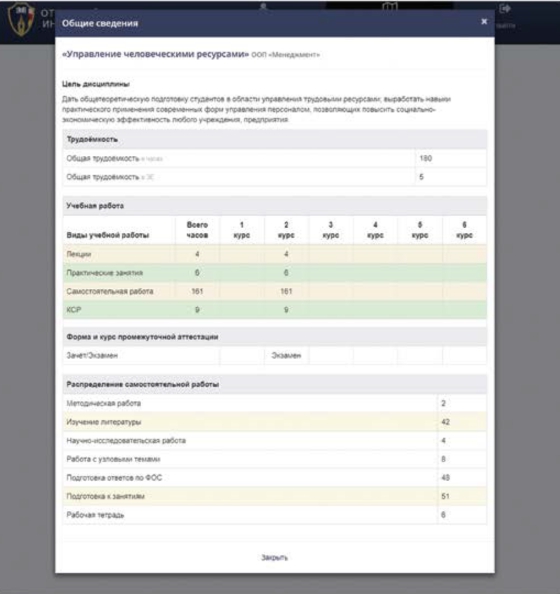 Общие сведения ×
«Управление человеческими ресурсами» ООП «Менеджмент»
Цель дисциплины
Дать общетеоретическую подготовку студентов в области управления трудовыми ресурсами, выработать навыки
практического применения современных форм управления персоналом, позволяющих повысить социально-
экономическую эффективность любого учреждения, предприятия
Трудоёмкость
Общая трудоёмкость в часах 180
Общая трудоёмкость в ЗЕ 5
Учебная работа
Виды учебной работы Всего часов 1 курс 2 курс 3 курс 4 курс 5 курс 6 курс
Лекции 4 4
Практические занятия 6 6
Самостоятельная работа 161 161
КСР 9 9
Форма и курс промежуточной аттестации
Зачёт/Экзамен Экзамен
Распределение самостоятельной работы
Методическая работа 2
Изучение литературы 42
Научно-исследовательская работа 4
Работа с узловыми темами 8
Подготовка ответов по ФОС 48
Подготовка к занятиям 51
Рабочая тетрадь 6
Закрыть